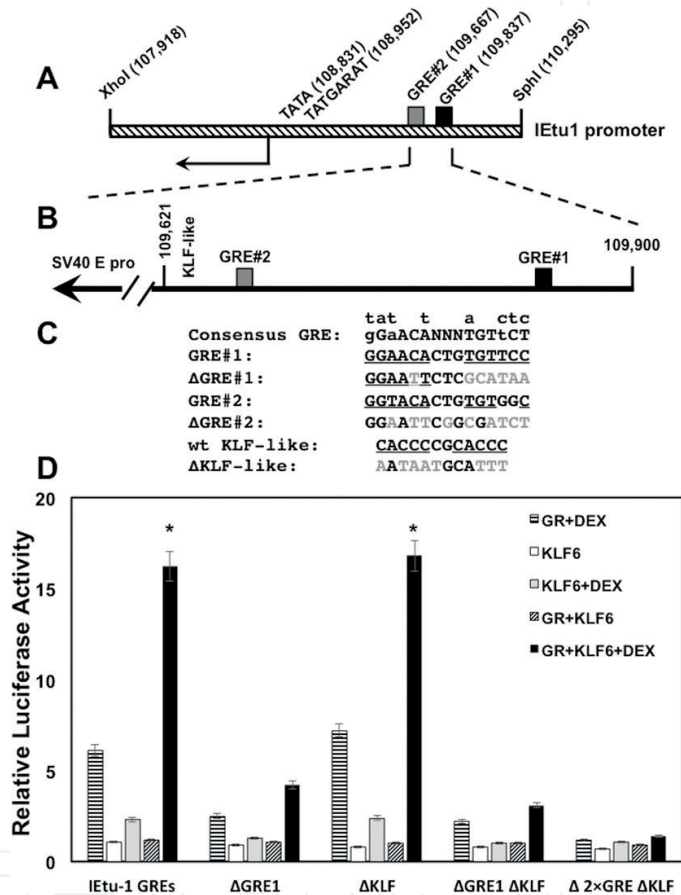 A
XhoI (107,918)
TATA (108,831)
TATGARAT (108,952)
GRE#2 (109,667)
GRE#1 (109,837)
SphI (110,295)
IEtu1 promoter
B
SV40 E pro
109,621
KLF-like
GRE#2
GRE#1
109,900
C
tat t a ctc
Consensus GRE: gGaACANNNTGTtCT
GRE#1: GGAACACTGTGTTCC
ΔGRE#1: GGAATTCTCGCATAA
GRE#2: GGTACACTGTGTGGC
ΔGRE#2: GGAATTCGGCGATCT
wt KLF-like: CACCCCGCACCC
ΔKLF-like: AATAATGCATTT
D
Relative Luciferase Activity
20
15
10
5
0
* *
GR+DEX
KLF6
KLF6+DEX
GR+KLF6
GR+KLF6+DEX
IEtu-1 GREs ΔGRE1 ΔKLF ΔGRE1 ΔKLF Δ 2×GRE ΔKLF